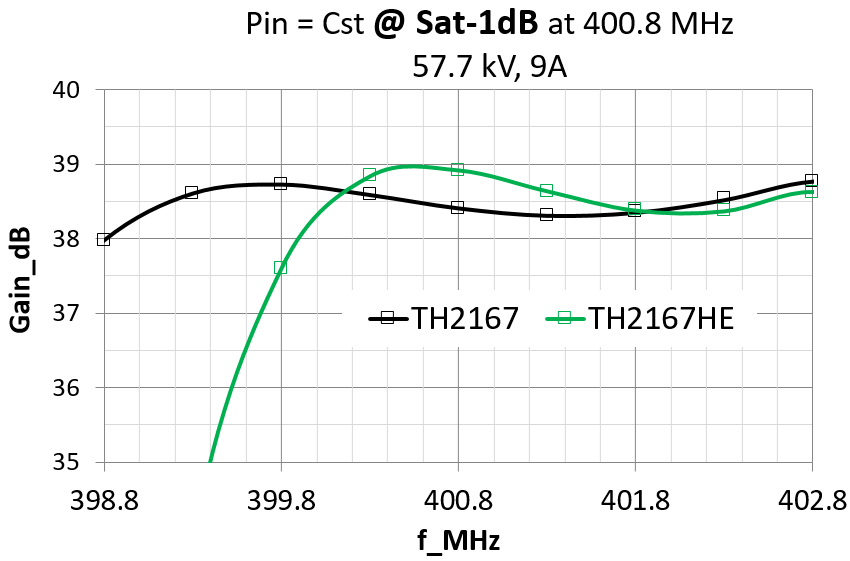 Pin = Cst @ Sat-1dB at 400.8 MHz
57.7 kV, 9A
40
39
38
37
36
35
Gain_dB
TH2167
TH2167HE
398.8
399.8
400.8
401.8
402.8
f_MHz